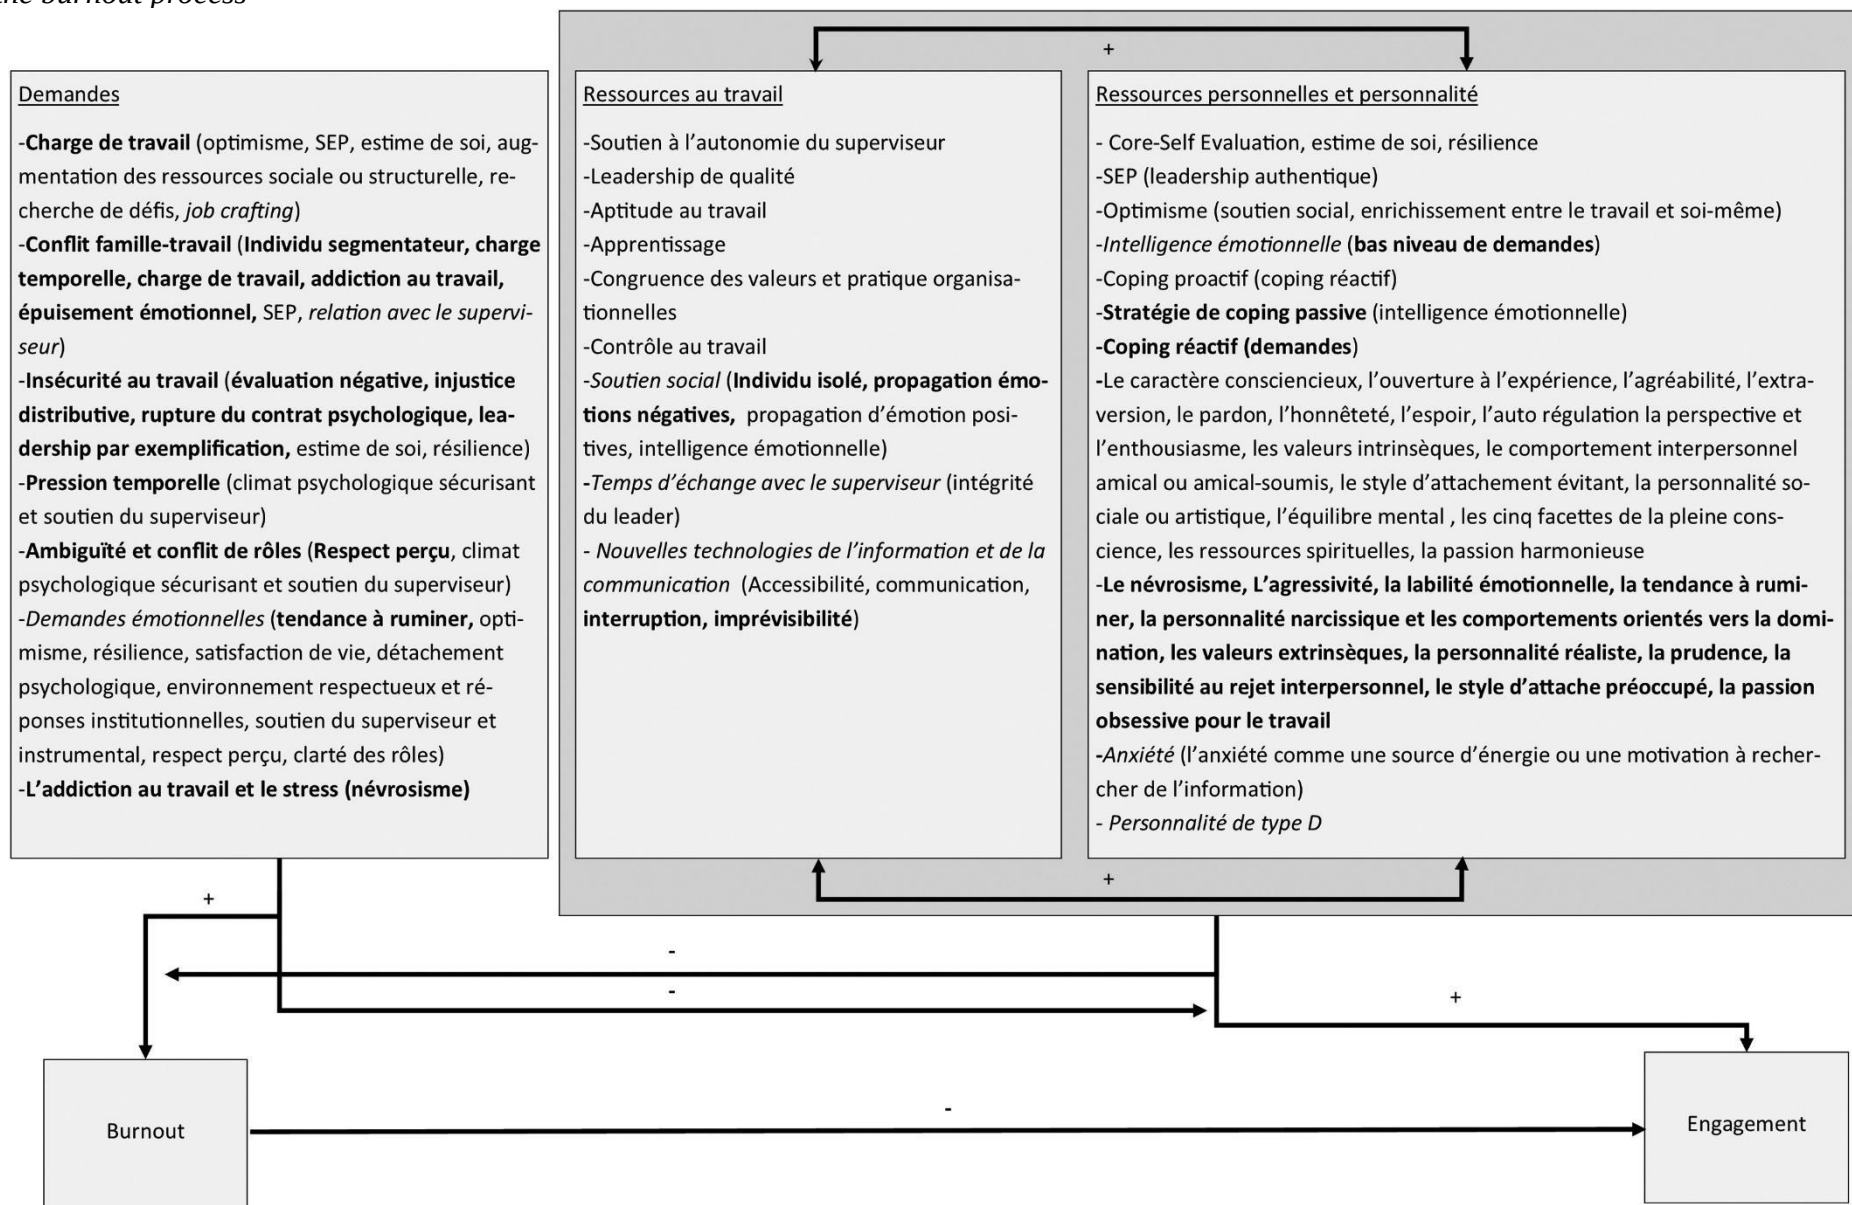 the burnout process
+
Demandes
-Charge de travail (optimisme, SEP, estime de soi, aug-
mentation des ressources sociale ou structurelle, re-
cherche de défis, job crafting)
-Conflit famille-travail (Individu segmentateur, charge
temporelle, charge de travail, addiction au travail,
épuisement émotionnel, SEP, relation avec le supervi-
seur)
-Insécurité au travail (évaluation négative, injustice
distributive, rupture du contrat psychologique, lea-
dership par exemplification, estime de soi, résilience)
-Pression temporelle (climat psychologique sécurisant
et soutien du superviseur)
-Ambiguïté et conflit de rôles (Respect perçu, climat
psychologique sécurisant et soutien du superviseur)
-Demandes émotionnelles (tendance à ruminer, opti-
misme, résilience, satisfaction de vie, détachement
psychologique, environnement respectueux et ré-
ponses institutionnelles, soutien du superviseur et
instrumental, respect perçu, clarté des rôles)
-L’addiction au travail et le stress (névrosisme)
Ressources au travail
-Soutien à l’autonomie du superviseur
-Leadership de qualité
-Aptitude au travail
-Apprentissage
-Congruence des valeurs et pratique organisa-
tionnelles
-Contrôle au travail
-Soutien social (Individu isolé, propagation émo-
tions négatives, propagation d’émotion posi-
tives, intelligence émotionnelle)
-Temps d’échange avec le superviseur (intégrité
du leader)
- Nouvelles technologies de l’information et de la
communication (Accessibilité, communication,
interruption, imprévisibilité)
Ressources personnelles et personnalité
- Core-Self Evaluation, estime de soi, résilience
-SEP (leadership authentique)
-Optimisme (soutien social, enrichissement entre le travail et soi-même)
-Intelligence émotionnelle (bas niveau de demandes)
-Coping proactif (coping réactif)
-Stratégie de coping passive (intelligence émotionnelle)
-Coping réactif (demandes)
-Le caractère consciencieux, l’ouverture à l’expérience, l’agréabilité, l’extra-
version, le pardon, l’honnêteté, l’espoir, l’auto régulation la perspective et
l’enthousiasme, les valeurs intrinsèques, le comportement interpersonnel
amical ou amical-soumis, le style d’attachement évitant, la personnalité so-
ciale ou artistique, l’équilibre mental , les cinq facettes de la pleine cons-
cience, les ressources spirituelles, la passion harmonieuse
-Le névrosisme, L’agressivité, la labilité émotionnelle, la tendance à rumi-
ner, la personnalité narcissique et les comportements orientés vers la domi-
nation, les valeurs extrinsèques, la personnalité réaliste, la prudence, la
sensibilité au rejet interpersonnel, le style d’attache préoccupé, la passion
obsessive pour le travail
-Anxiété (l’anxiété comme une source d’énergie ou une motivation à recher-
cher de l’information)
- Personnalité de type D
+
+
-
-
+
Burnout
-
Engagement